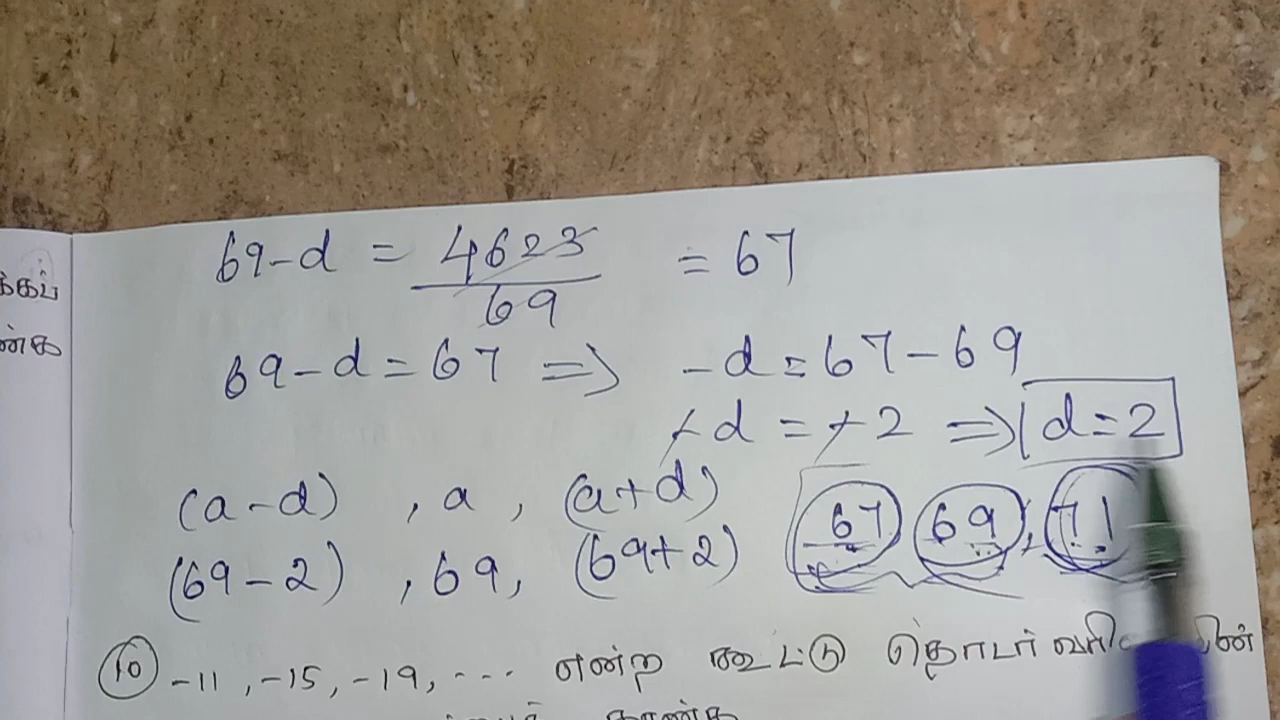 க்கப்
ன்க
69-d = 4623/69 = 67
69-d = 67 ⇒ -d = 67-69
-d = -2 ⇒ d=2
(a-d) , a , (a+d) 67 69, 71
(69-2) , 69, (69+2)
10 -11, -15, -19, --- என்ற கூட்டு தொடர் ன்
காண்க